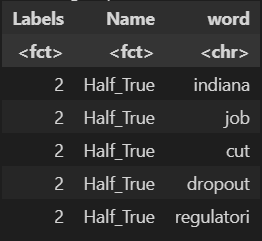 Labels Name word
<fct> <fct> <chr>
2 Half_True indiana
2 Half_True job
2 Half_True cut
2 Half_True dropout
2 Half_True regulatori